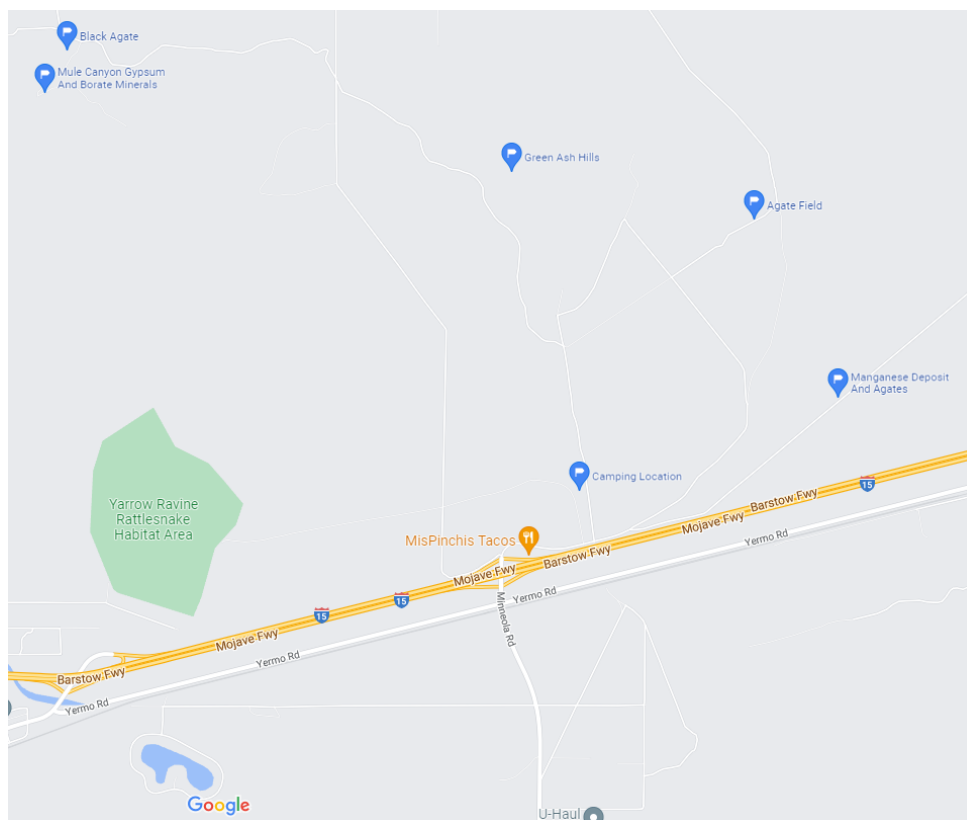 Black Agate
Mule Canyon Gypsum
And Borate Minerals
Green Ash Hills
Agate Field
Manganese Deposit
And Agates
Camping Location
15
Barstow Fwy
Yarrow Ravine
Rattlesnake
Habitat Area
Mojave Fwy
MisPinchis Tacos
Yermo Rd
Barstow Fwy
Mojave Fwy
15
Yermo Rd
15
Minneola Rd
Mojave Fwy
Yermo Rd
Barstow Fwy
Yermo Rd
Google
U-Haul